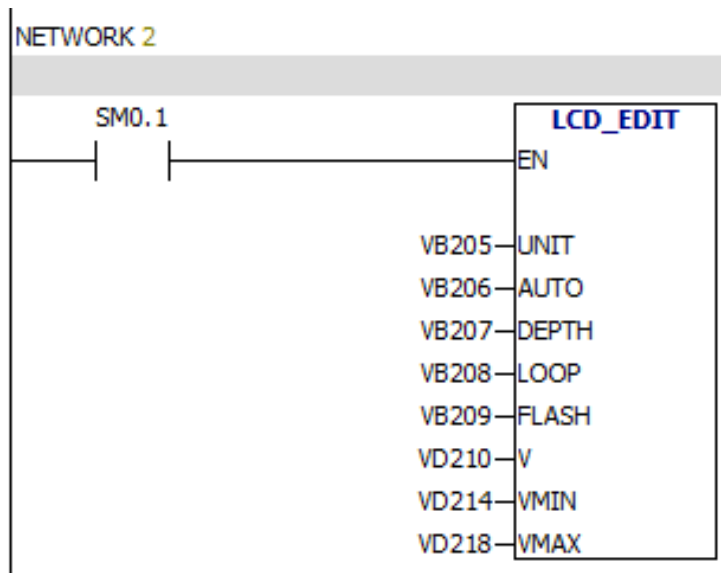 NETWORK 2
SM0.1
LCD_EDIT
EN
VB205 UNIT
VB206 AUTO
VB207 DEPTH
VB208 LOOP
VB209 FLASH
VD210 V
VD214 VMIN
VD218 VMAX